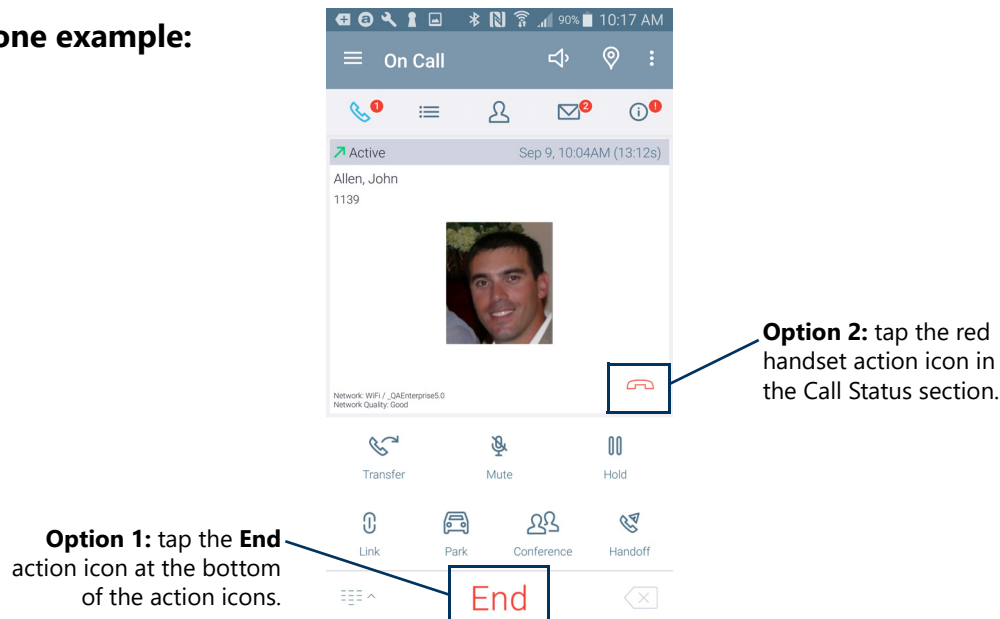 one example:
90% 10:17 AM
On Call
1
2
!
Active Sep 9, 10:04AM (13:12s)
Allen, John
1139
Option 2: tap the red
handset action icon in
the Call Status section.
Network: WiFi / _QAEnterprise5.0
Network Quality: Good
Transfer Mute Hold
Link Park Conference Handoff
Option 1: tap the End
action icon at the bottom
of the action icons.
End